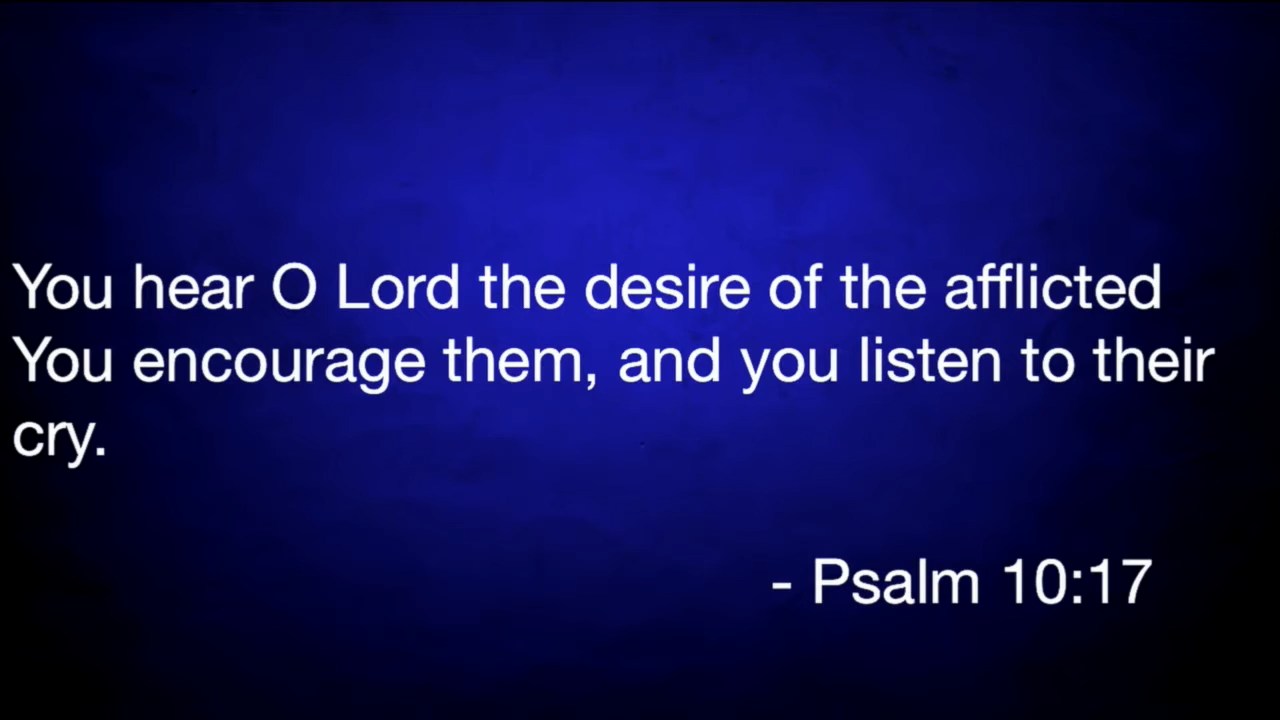 You hear O Lord the desire of the afflicted
You encourage them, and you listen to their
cry.
- Psalm 10:17